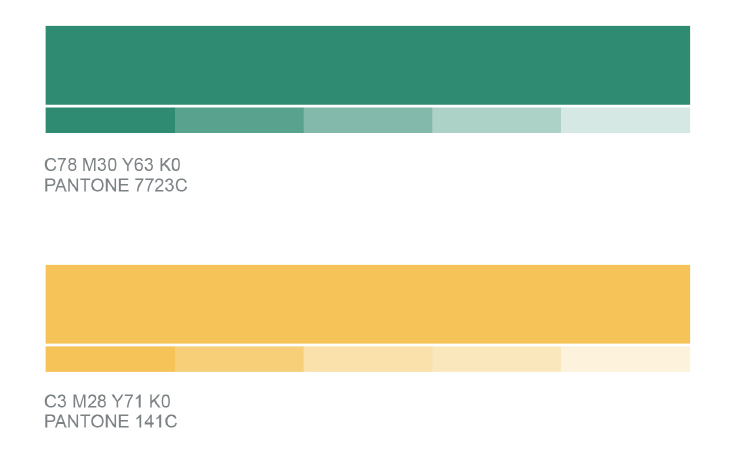 C78 M30 Y63 K0
PANTONE 7723C
C3 M28 Y71 K0
PANTONE 141C